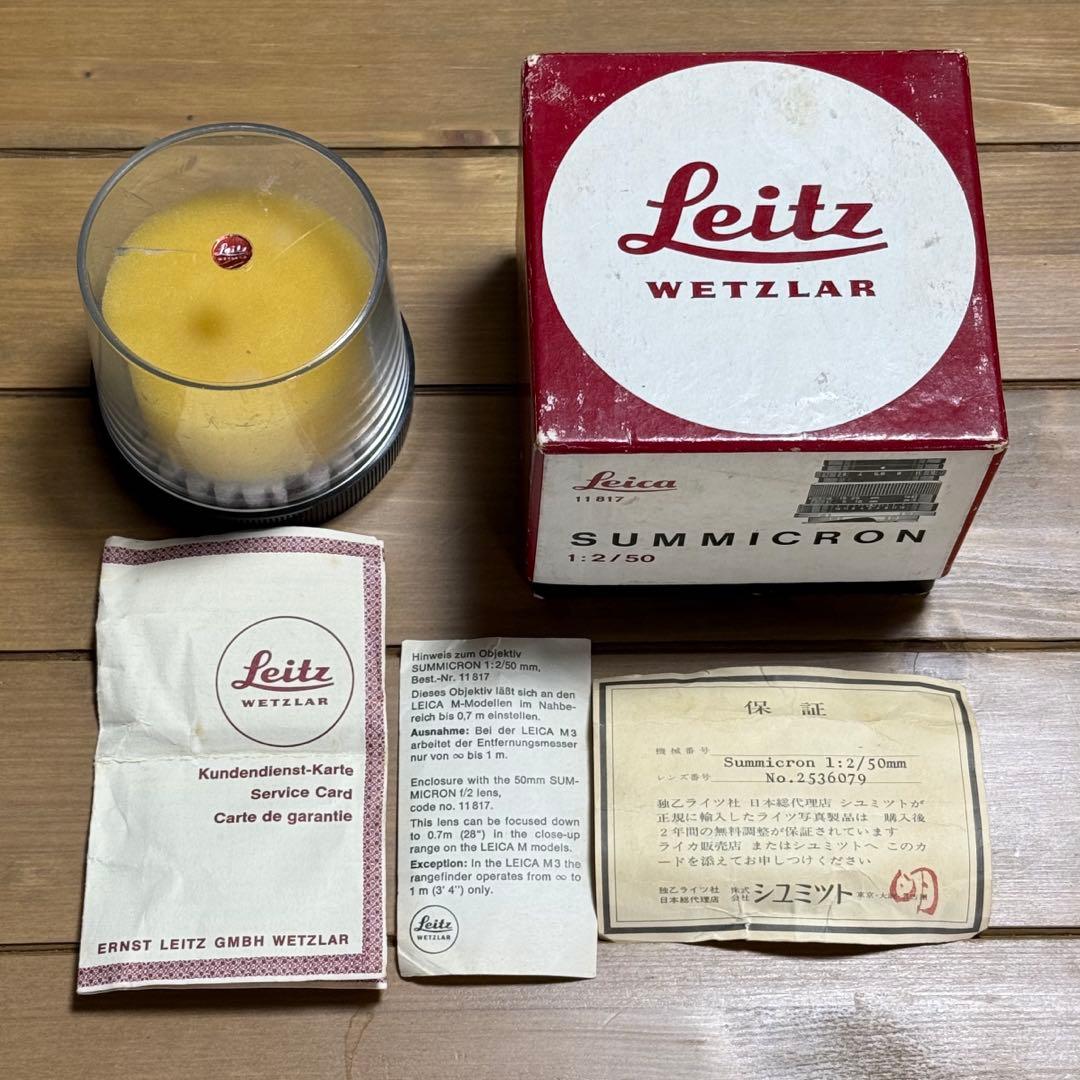 Leitz
WETZLAR
Leitz
WETZLAR
Leica
11 817
SUMMICRON
1:2/50
Leitz
WETZLAR
Kundendienst-Karte
Service Card
Carte de garantie
ERNST LEITZ GMBH WETZLAR
Hinweis zum Objektiv
SUMMICRON 1:2/50 mm,
Best.-Nr. 11 817
Dieses Objektiv läßt sich an den
LEICA M-Modellen im Nahbe-
reich bis 0,7 m einstellen.
Ausnahme: Bei der LEICA M 3
arbeitet der Entfernungsmesser
nur von ∞ bis 1 m.
Enclosure with the 50mm SUM-
MICRON f/2 lens,
code no. 11 817.
This lens can be focused down
to 0.7m (28") in the close-up
range on the LEICA M models.
Exception: In the LEICA M 3 the
rangefinder operates from ∞ to
1 m (3' 4") only.
Leitz
WETZLAR
保証
機械番号
Summicron 1:2/50mm
レンズ番号 No.2536079
独乙ライツ社 日本総代理店 シユミツトが
正規に輸入したライツ写真製品は 購入後
2年間の無料調整が保証されています
ライカ販売店 またはシユミツトへ このカ
ードを添えてお申しつけください
独乙ライツ社 日本総代理店 株式会社 シユミツト 東京・大